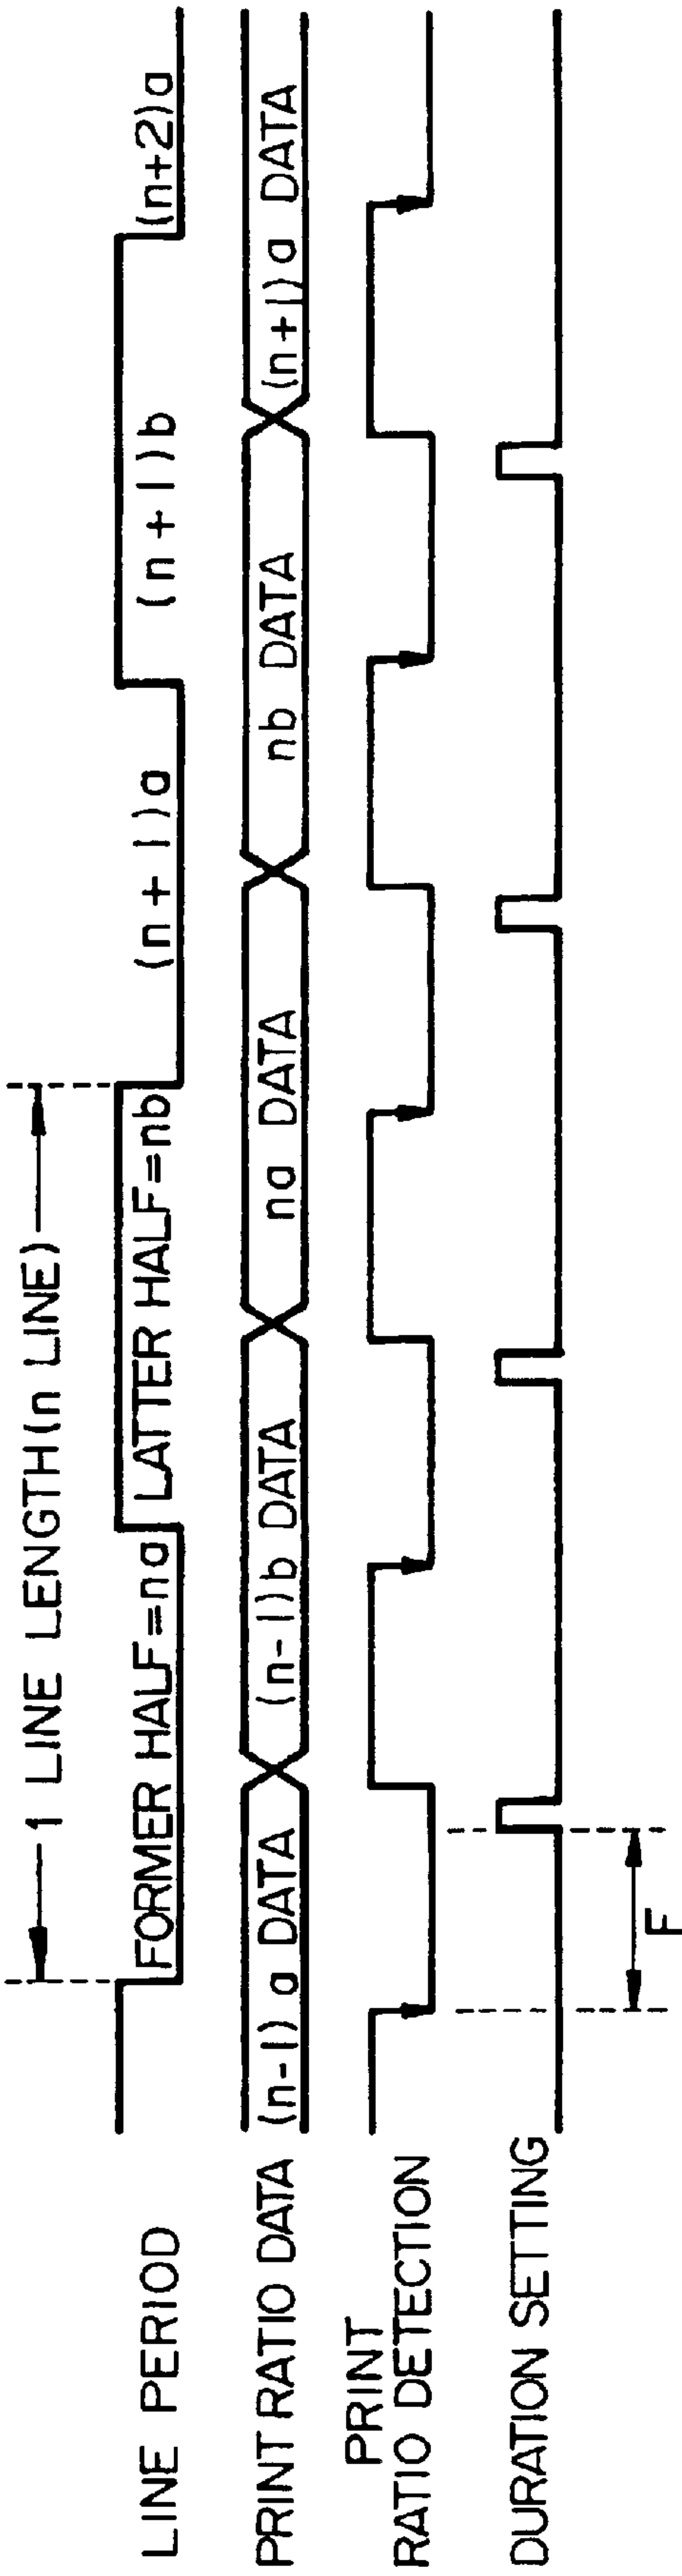 1 LINE LENGTH(n LINE)
LINE PERIOD
FORMER HALF=na
LATTER HALF=nb
(n+1)a
(n+1)b
(n+2)a
PRINT RATIO DATA
(n-1)a DATA
(n-1)b DATA
na DATA
nb DATA
(n+1)a DATA
PRINT
RATIO DETECTION
DURATION SETTING
F